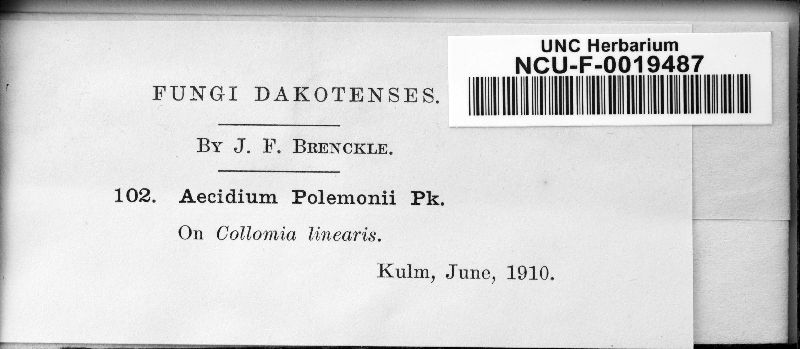 UNC Herbarium
NCU-F-0019487
FUNGI DAKOTENSES.
By J. F. Brenckle.
102. Aecidium Polemonii Pk.
On Collomia linearis.
Kulm, June, 1910.